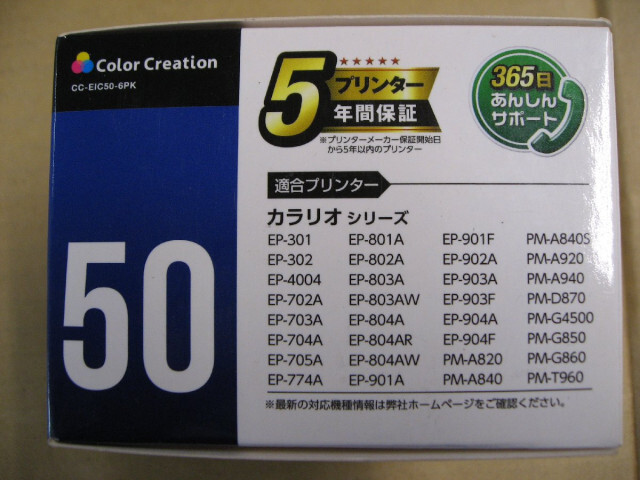 Color Creation
CC-EIC50-6PK
50
5
プリンター
年間保証
※プリンターメーカー保証開始日
から5年以内のプリンター
365日
あんしん
サポート
適合プリンター
カラリオ シリーズ
EP-301 EP-801A EP-901F PM-A840S
EP-302 EP-802A EP-902A PM-A920
EP-4004 EP-803A EP-903A PM-A940
EP-702A EP-803AW EP-903F PM-D870
EP-703A EP-804A EP-904A PM-G4500
EP-704A EP-804AR EP-904F PM-G850
EP-705A EP-804AW PM-A820 PM-G860
EP-774A EP-901A PM-A840 PM-T960
※最新の対応機種情報は弊社ホームページをご確認ください。